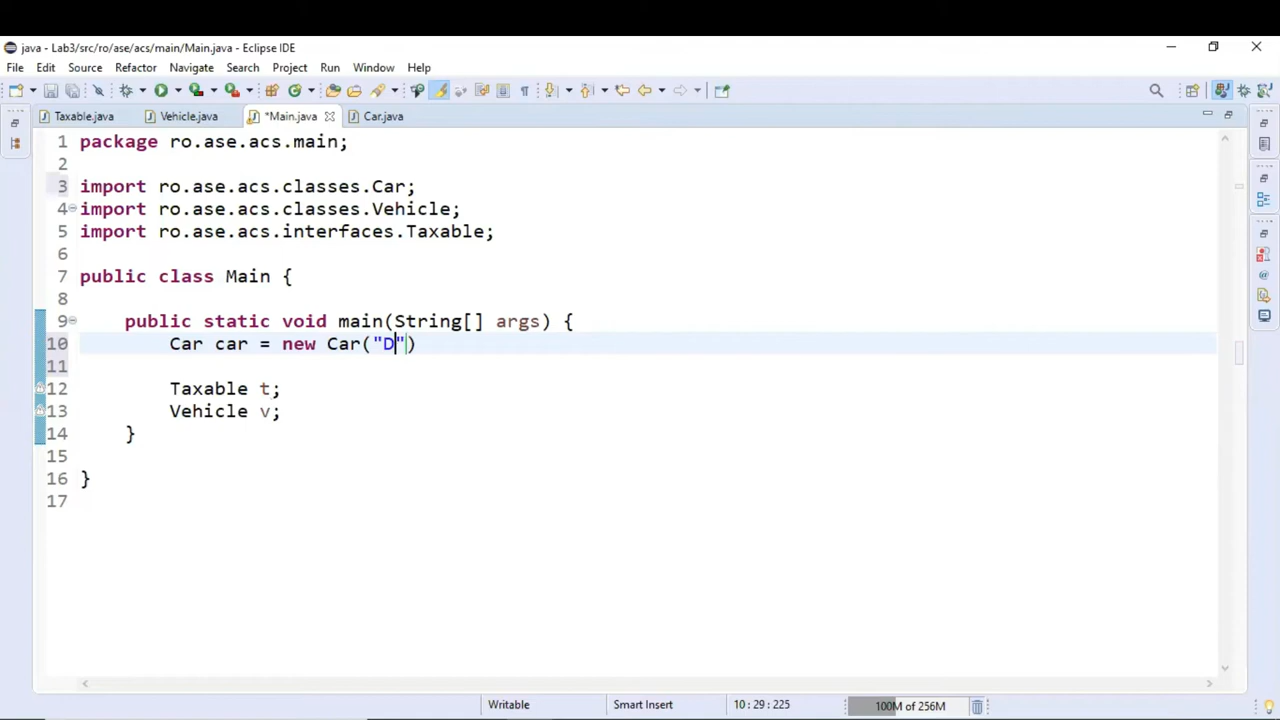 java - Lab3/src/ro/ase/acs/main/Main.java - Eclipse IDE
File Edit Source Refactor Navigate Search Project Run Window Help
Taxable.java Vehicle.java *Main.java Car.java
1 package ro.ase.acs.main;
2
3 import ro.ase.acs.classes.Car;
4 import ro.ase.acs.classes.Vehicle;
5 import ro.ase.acs.interfaces.Taxable;
6
7 public class Main {
8
9 public static void main(String[] args) {
10 Car car = new Car("D")
11
12 Taxable t;
13 Vehicle v;
14 }
15
16 }
17
Writable Smart Insert 10 : 29 : 225 100M of 256M